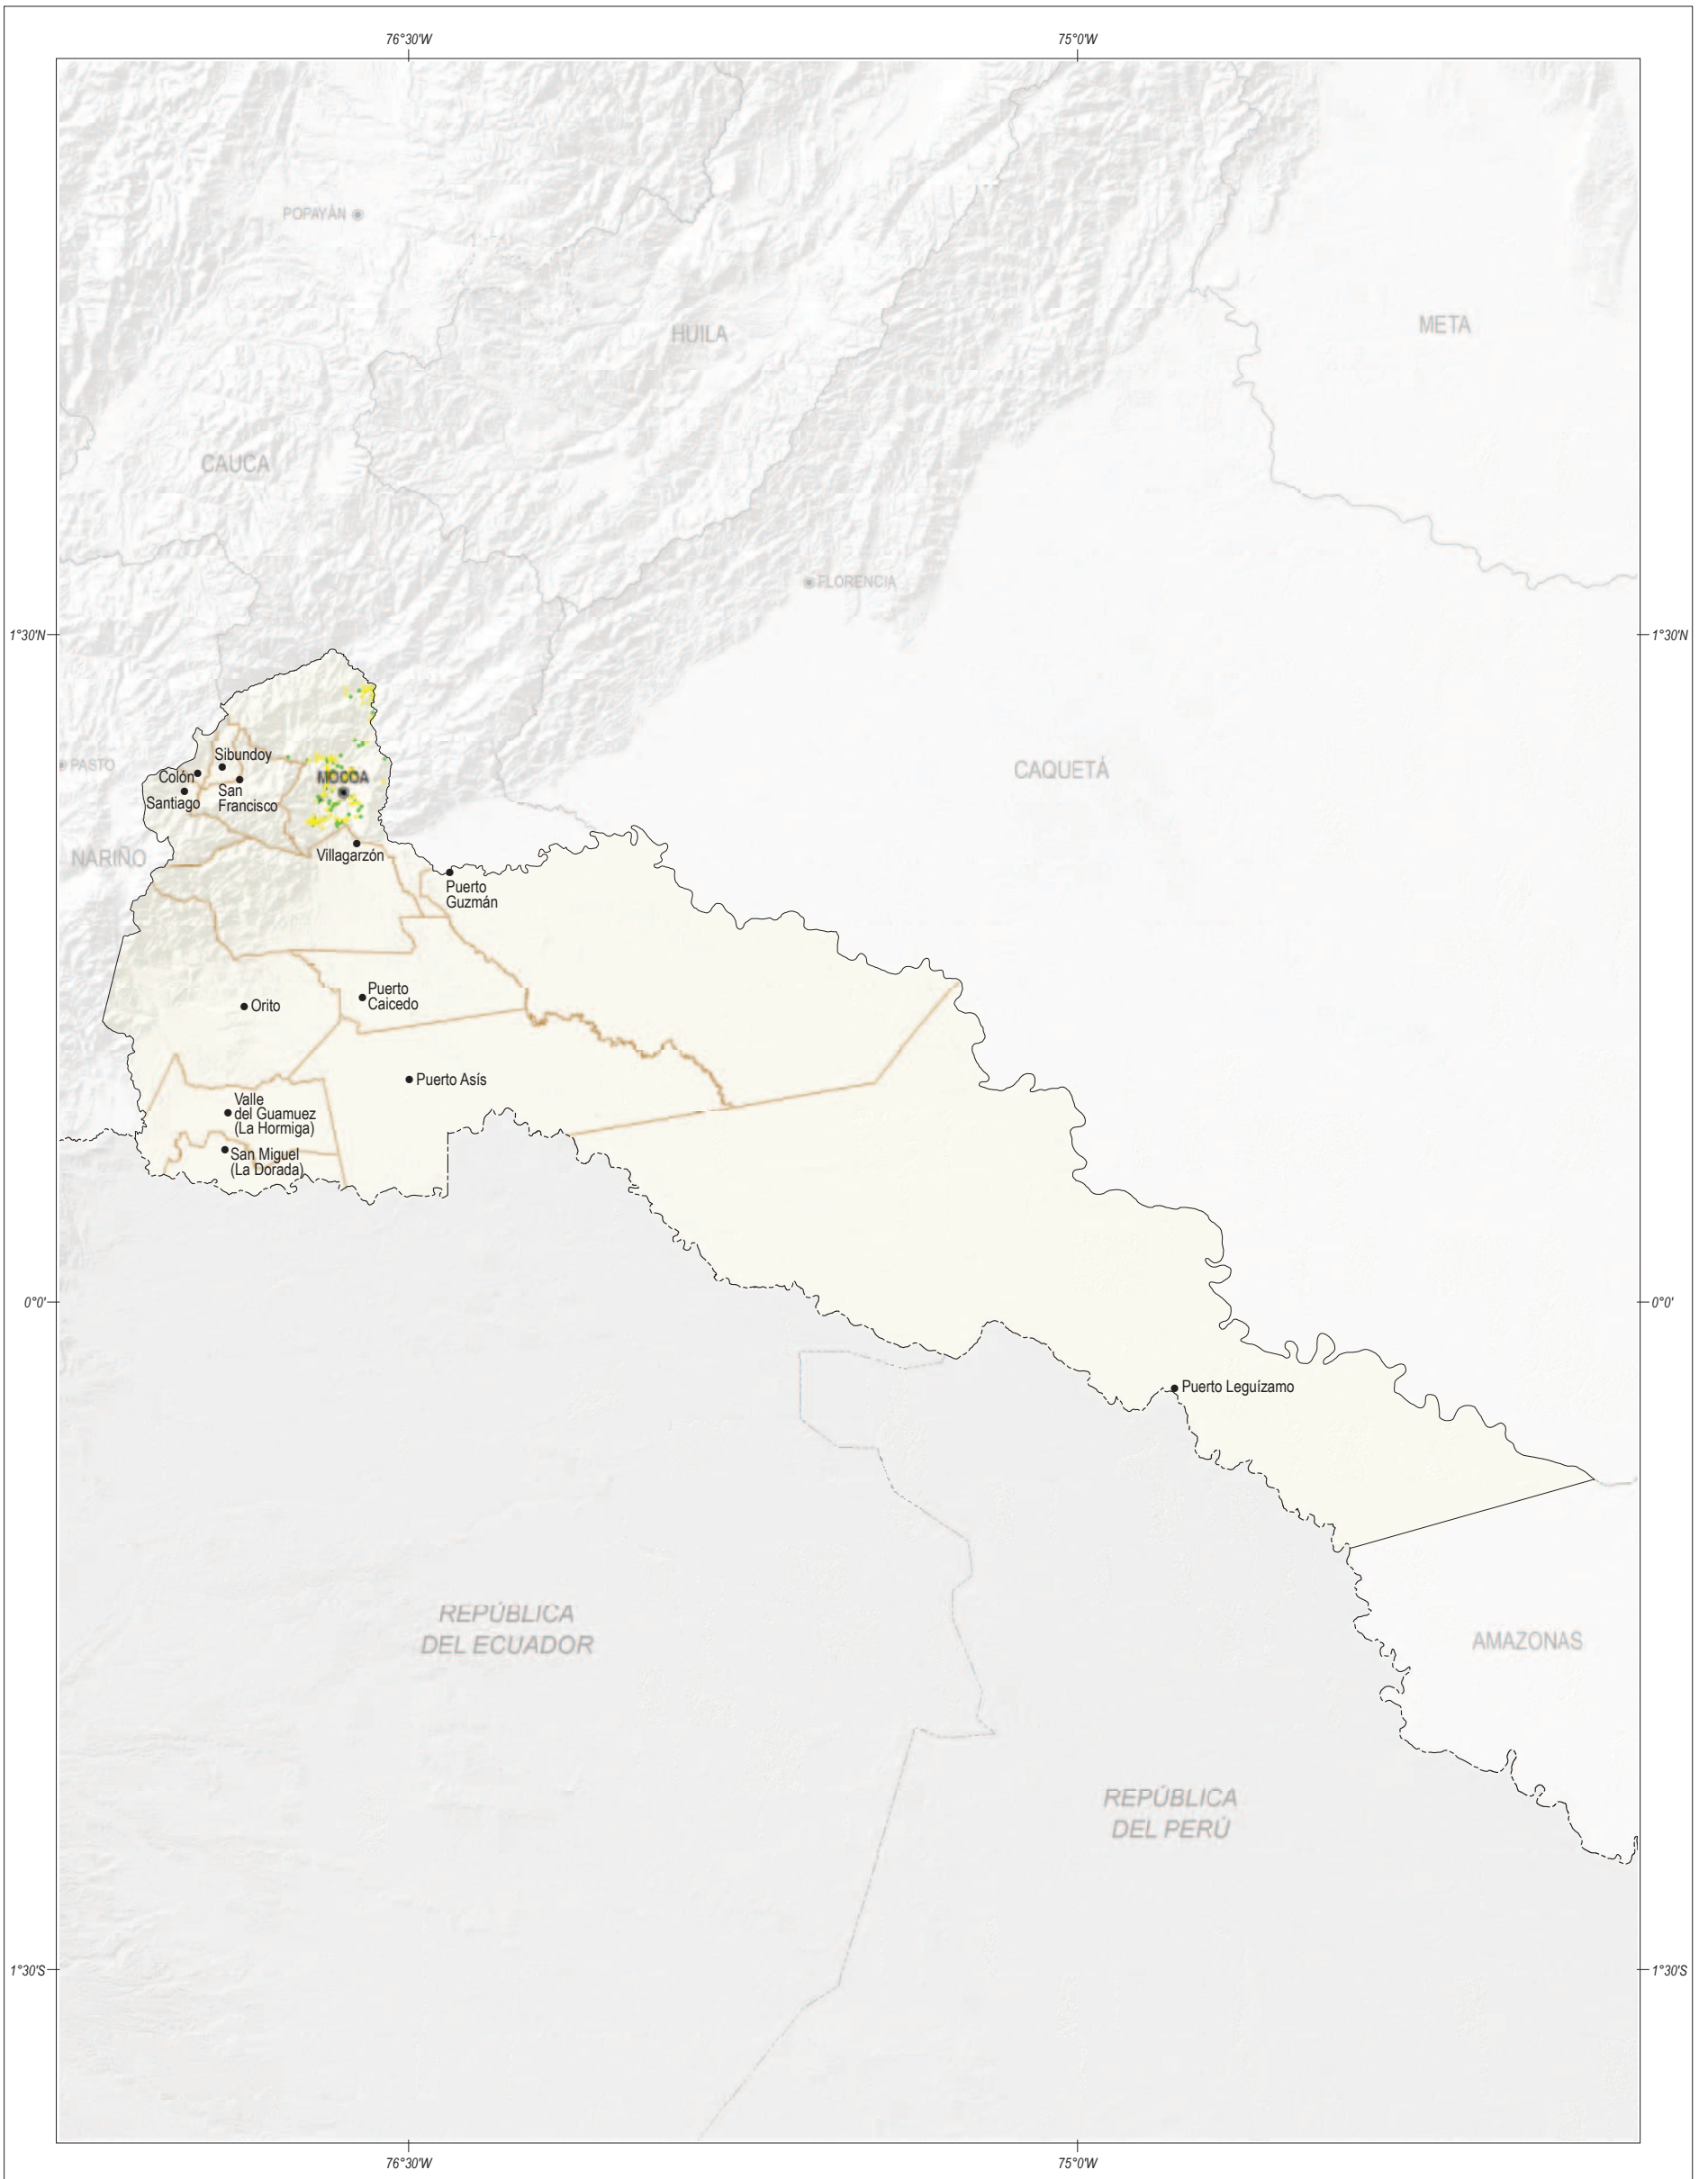 76°30'W
75°0'W
POPAYÁN
HUILA
META
CAUCA
FLORENCIA
1°30'N
1°30'N
Sibundoy
PASTO
Colón
MOCOA
CAQUETÁ
San
Francisco
Santiago
NARIÑO
Villagarzón
Puerto
Guzmán
Puerto
Caicedo
Orito
Puerto Asís
Valle
del Guamuez
(La Hormiga)
San Miguel
(La Dorada)
0°0'
0°0'
Puerto Leguízamo
REPÚBLICA
DEL ECUADOR
AMAZONAS
REPÚBLICA
DEL PERÚ
1°30'S
1°30'S
76°30'W
75°0'W